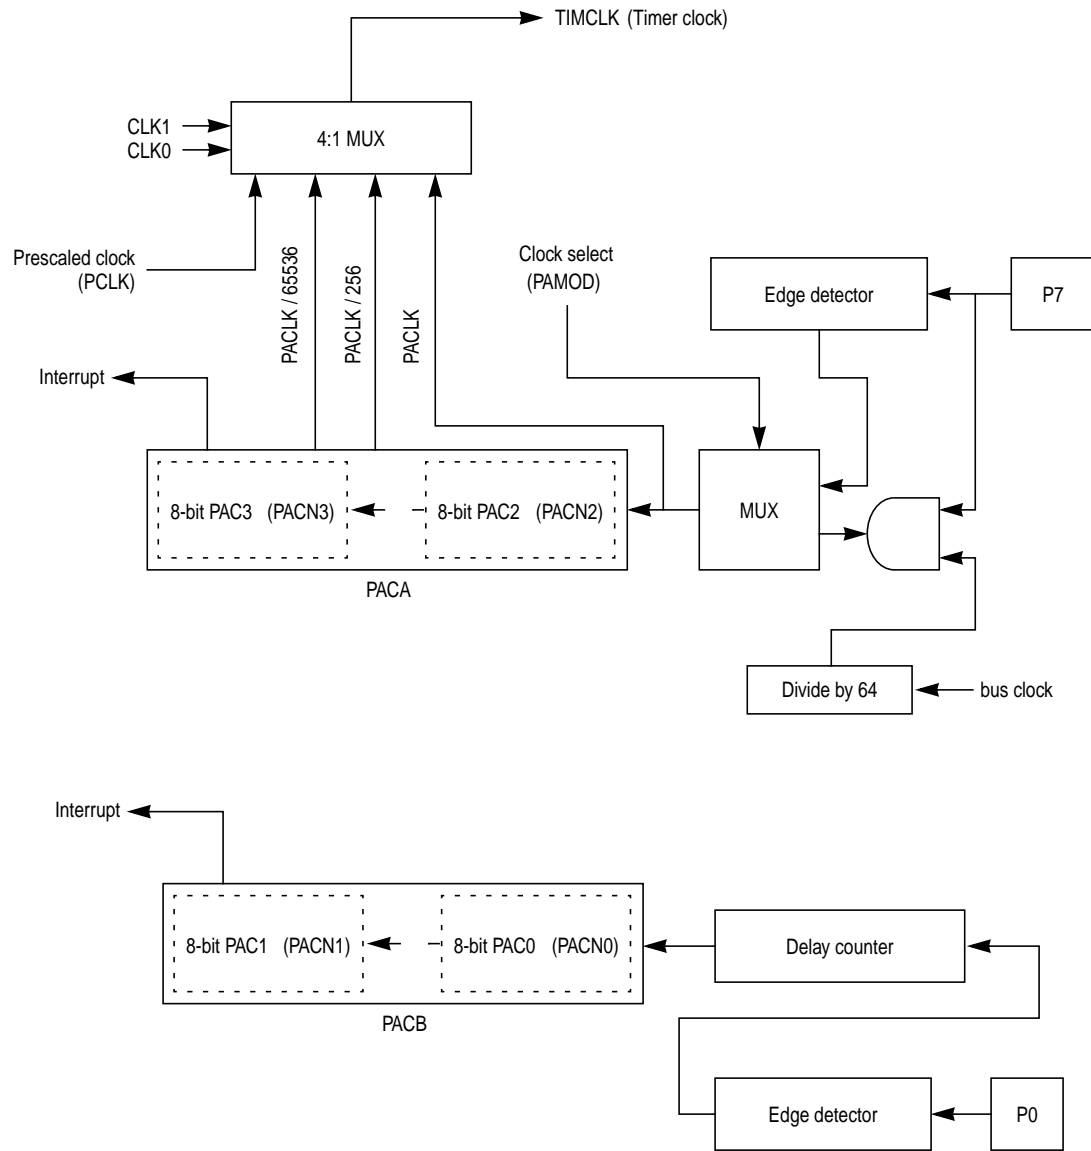 TIMCLK (Timer clock)
CLK1
CLK0
4:1 MUX
Prescaled clock
(PCLK)
PACLK / 65536
PACLK / 256
PACLK
Clock select
(PAMOD)
Edge detector
P7
Interrupt
8-bit PAC3 (PACN3)
8-bit PAC2 (PACN2)
MUX
PACA
Divide by 64
bus clock
Interrupt
8-bit PAC1 (PACN1)
8-bit PAC0 (PACN0)
Delay counter
PACB
Edge detector
P0